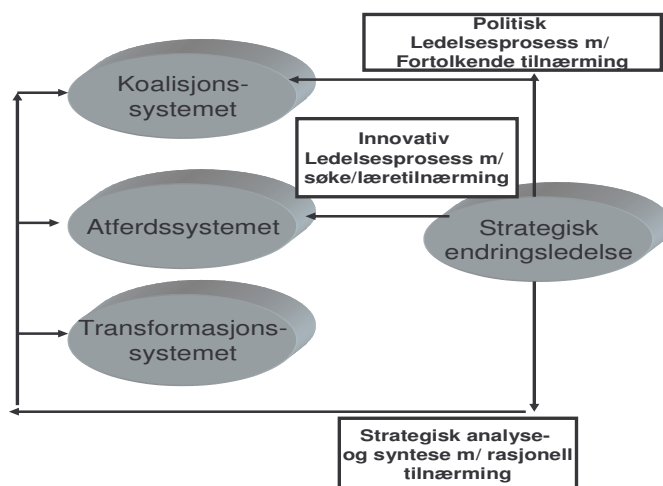 Politisk
Ledelsesprosess m/
Fortolkende tilnærming
Koalisjons-
systemet
Innovativ
Ledelsesprosess m/
søke/læretilnærming
Atferdssystemet
Strategisk
endringsledelse
Transformasjons-
systemet
Strategisk analyse-
og syntese m/ rasjonell
tilnærming